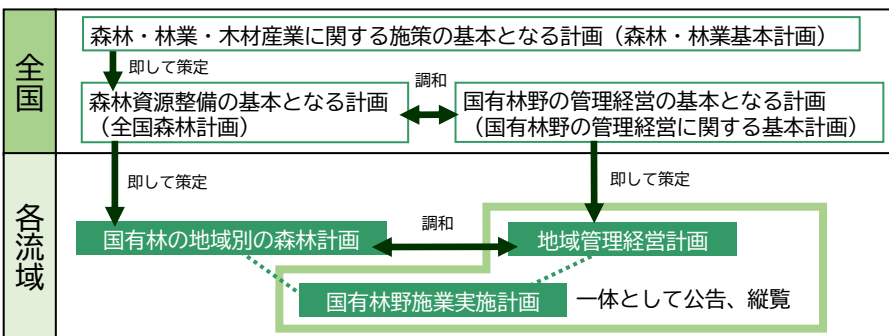 全国
森林・林業・木材産業に関する施策の基本となる計画（森林・林業基本計画）
即して策定
森林資源整備の基本となる計画
（全国森林計画）
調和
国有林野の管理経営の基本となる計画
（国有林野の管理経営に関する基本計画）
各流域
即して策定
即して策定
国有林の地域別の森林計画
調和
地域管理経営計画
国有林野施業実施計画
一体として公告、縦覧